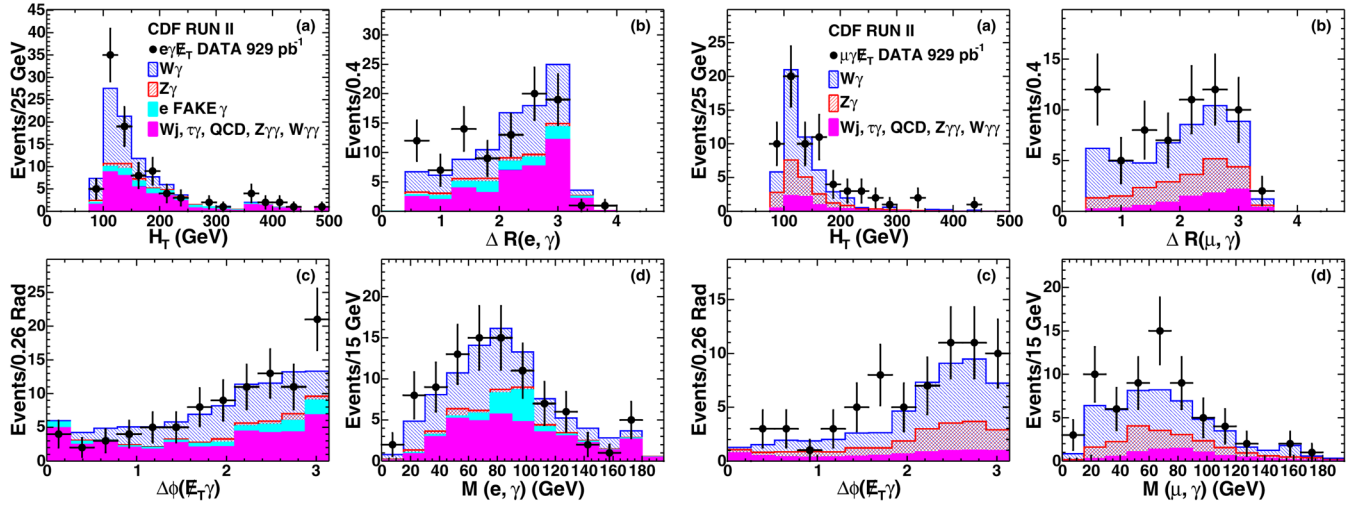 (a)
CDF RUN II
eγE̸T DATA 929 pb-1
Wγ
Zγ
e FAKE γ
Wj, τγ, QCD, Zγγ, Wγγ
Events/25 GeV
45
40
35
30
25
20
15
10
5
0
0 100 200 300 400 500
HT (GeV)
(b)
Events/0.4
30
20
10
0
0 1 2 3 4
Δ R(e, γ)
(a)
CDF RUN II
μγE̸T DATA 929 pb-1
Wγ
Zγ
Wj, τγ, QCD, Zγγ, Wγγ
Events/25 GeV
25
20
15
10
5
0
0 100 200 300 400 500
HT (GeV)
(b)
Events/0.4
15
10
5
0
0 1 2 3 4
Δ R(μ, γ)
(c)
Events/0.26 Rad
25
20
15
10
5
0
0 1 2 3
Δϕ(E̸Tγ)
(d)
Events/15 GeV
20
15
10
5
0
0 20 40 60 80 100 120 140 160 180
M (e, γ) (GeV)
(c)
Events/0.26 Rad
15
10
5
0
0 1 2 3
Δϕ(E̸Tγ)
(d)
Events/15 GeV
20
15
10
5
0
0 20 40 60 80 100 120 140 160 180
M (μ, γ) (GeV)